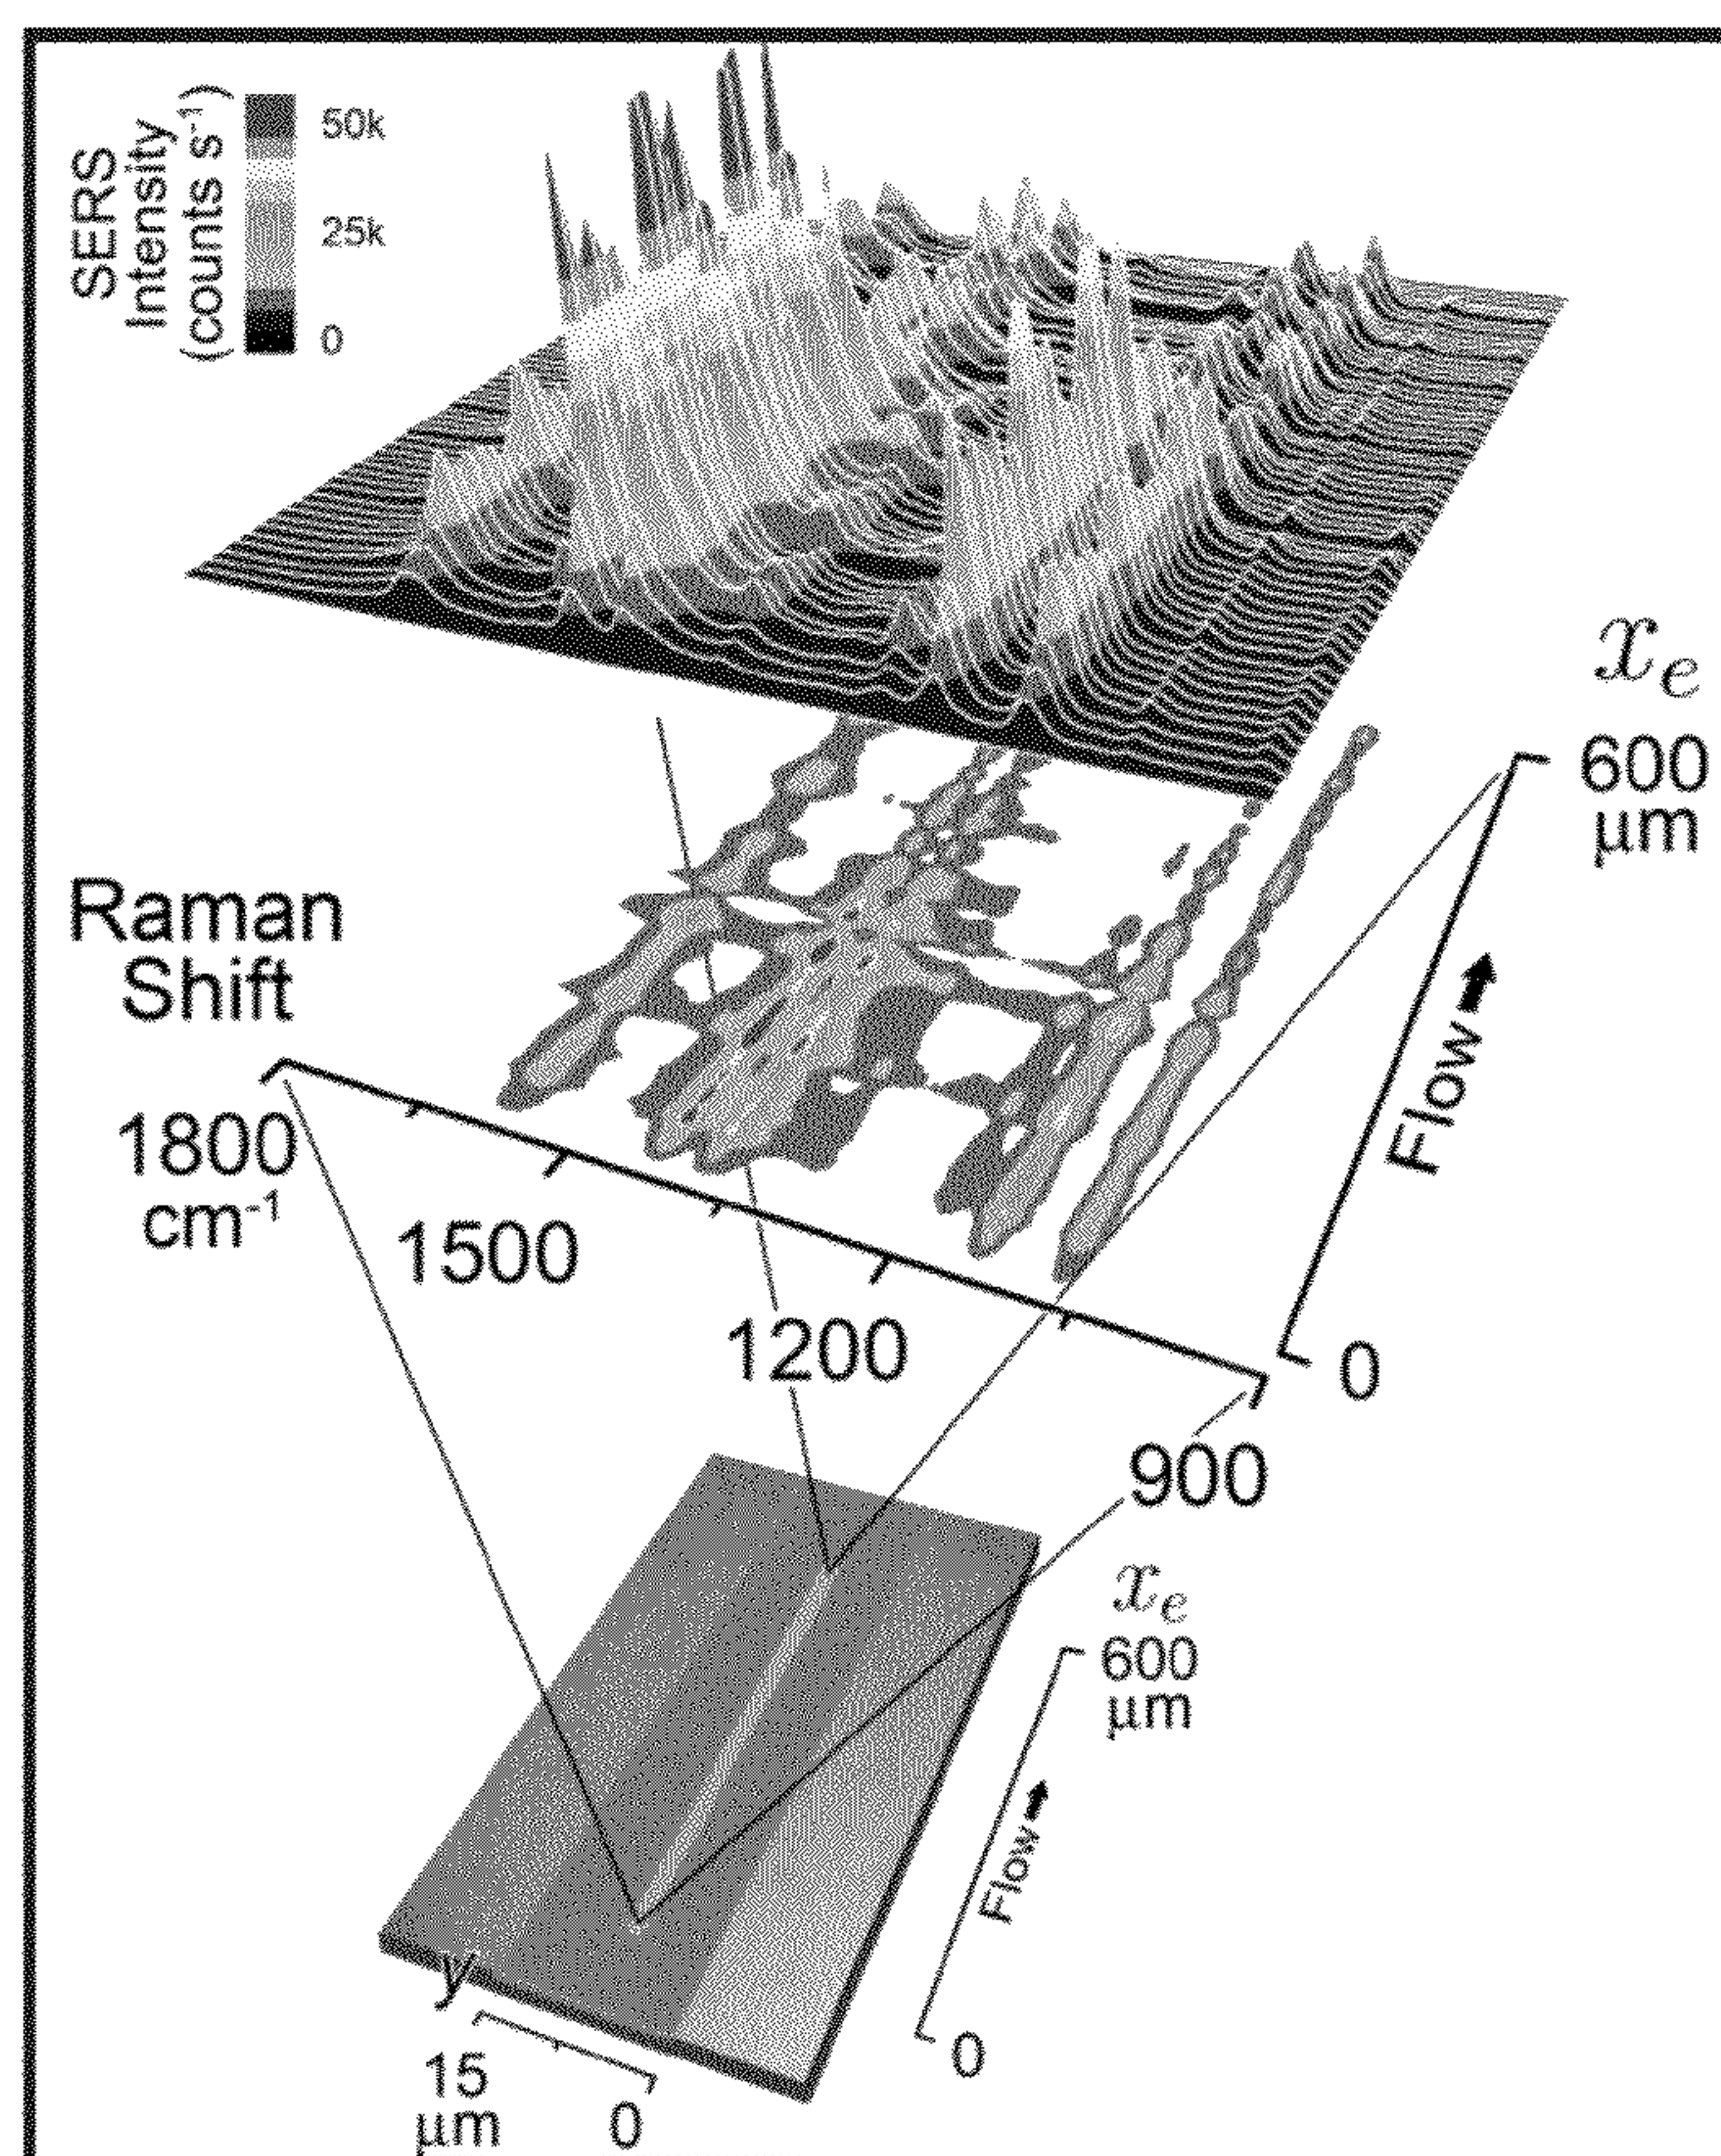 SERS
Intensity
(counts s⁻¹)
50k
25k
0
x_e
600
μm
Raman
Shift
Flow
1800
cm⁻¹
1500
1200
0
900
x_e
600
μm
Flow
y
15
μm
0
0